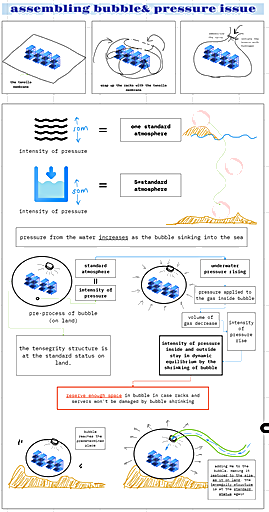 assembling bubble& pressure issue
the tensile
membrane
wrap up the racks with the tensile
membrane
50m
intensity of pressure
=
one standard
atmosphere
50m
intensity of pressure
=
5*standard
atmosphere
pressure from the water increases as the bubble sinking into the sea
standard
atmosphere
intensity of
pressure
underwater
pressure rising
pre-process of bubble
(on land)
pressure applied to
the gas inside bubble
volume of
gas decrease
intensity
of
pressure
rise
the tensegrity structure is
at the standard status on
land.
intensity of pressure
inside and outside
stay in dynamic
equilibrium by the
shrinking of bubble
reserve enough space in bubble in case racks and
servers won't be damaged by bubble shrinking
bubble
reaches the
predetermined
place
adding He to the
bubble, making it
restored to the size
as it on land. the
tensegrity structure
is at the standard
status again